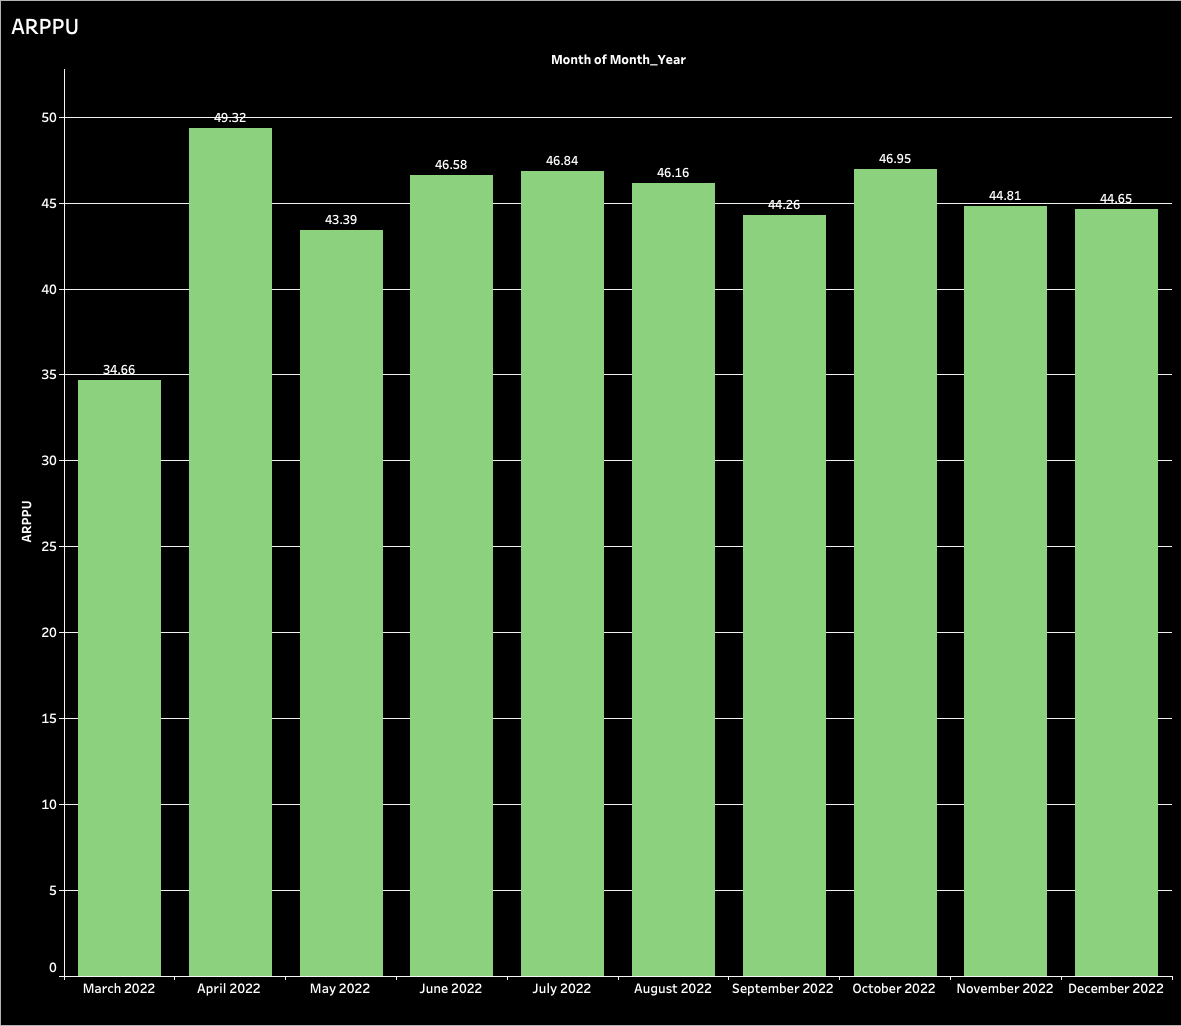 ARPPU
Month of Month_Year
50
45
40
35
30
25
20
15
10
5
0
ARPPU
34.66
49.32
43.39
46.58
46.84
46.16
44.26
46.95
44.81
44.65
March 2022
April 2022
May 2022
June 2022
July 2022
August 2022
September 2022
October 2022
November 2022
December 2022